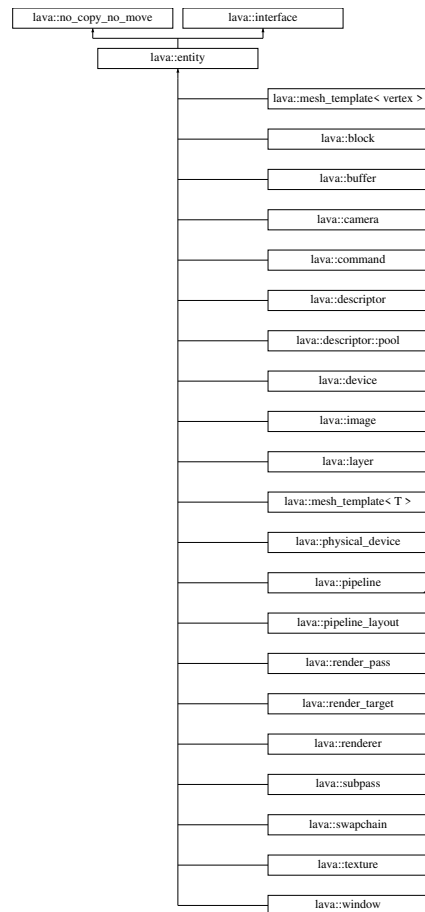 lava::no_copy_no_move
lava::interface
lava::entity
lava::mesh_template< vertex >
lava::block
lava::buffer
lava::camera
lava::command
lava::descriptor
lava::descriptor::pool
lava::device
lava::image
lava::layer
lava::mesh_template< T >
lava::physical_device
lava::pipeline
lava::pipeline_layout
lava::render_pass
lava::render_target
lava::renderer
lava::subpass
lava::swapchain
lava::texture
lava::window